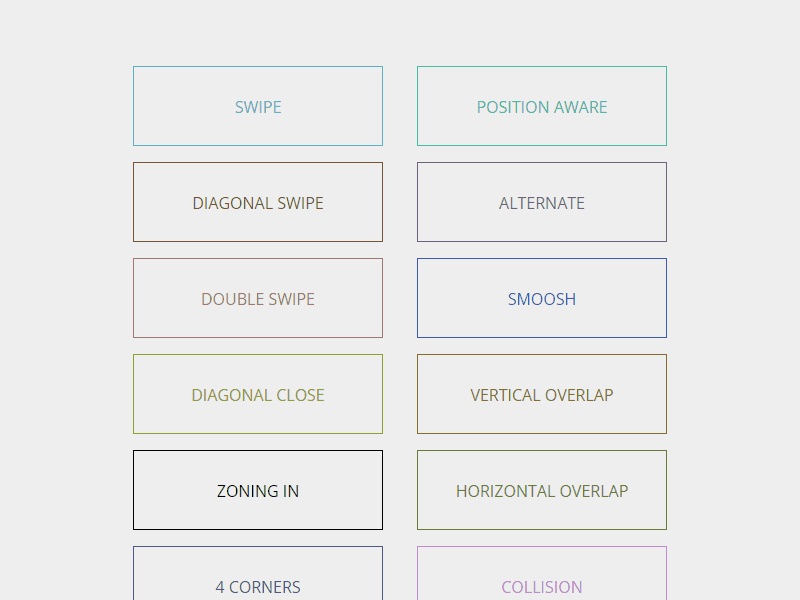 SWIPE
POSITION AWARE
DIAGONAL SWIPE
ALTERNATE
DOUBLE SWIPE
SMOOSH
DIAGONAL CLOSE
VERTICAL OVERLAP
ZONING IN
HORIZONTAL OVERLAP
4 CORNERS
COLLISION